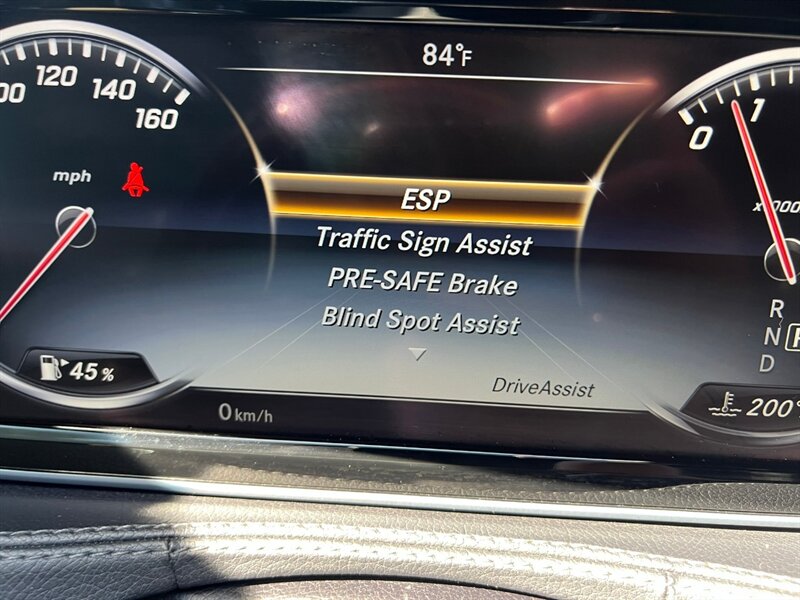 84°F
120
140
160
mph
0
1
ESP
Traffic Sign Assist
PRE-SAFE Brake
Blind Spot Assist
45%
DriveAssist
0 km/h
R
N
D
200°